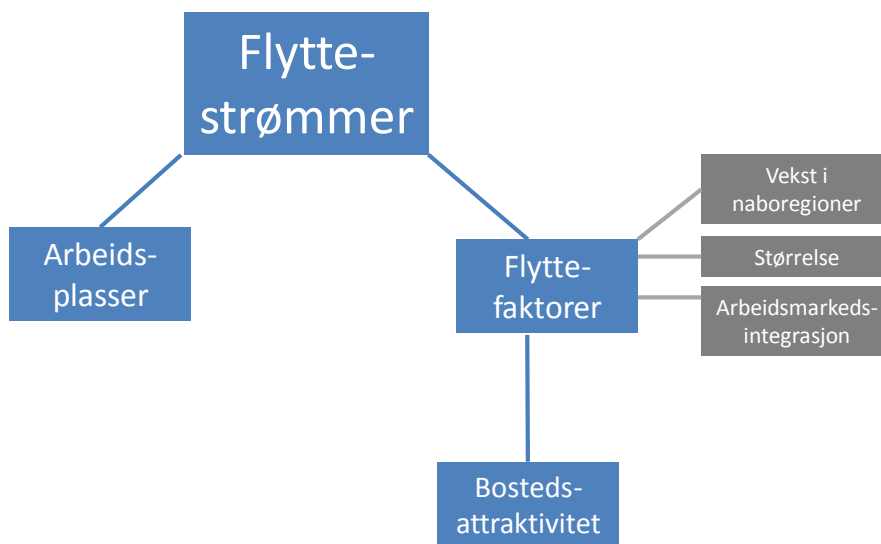 Flytte-
strømmer
Arbeids-
plasser
Flytte-
faktorer
Vekst i
naboregioner
Størrelse
Arbeidsmarkeds-
integrasjon
Bosteds-
attraktivitet